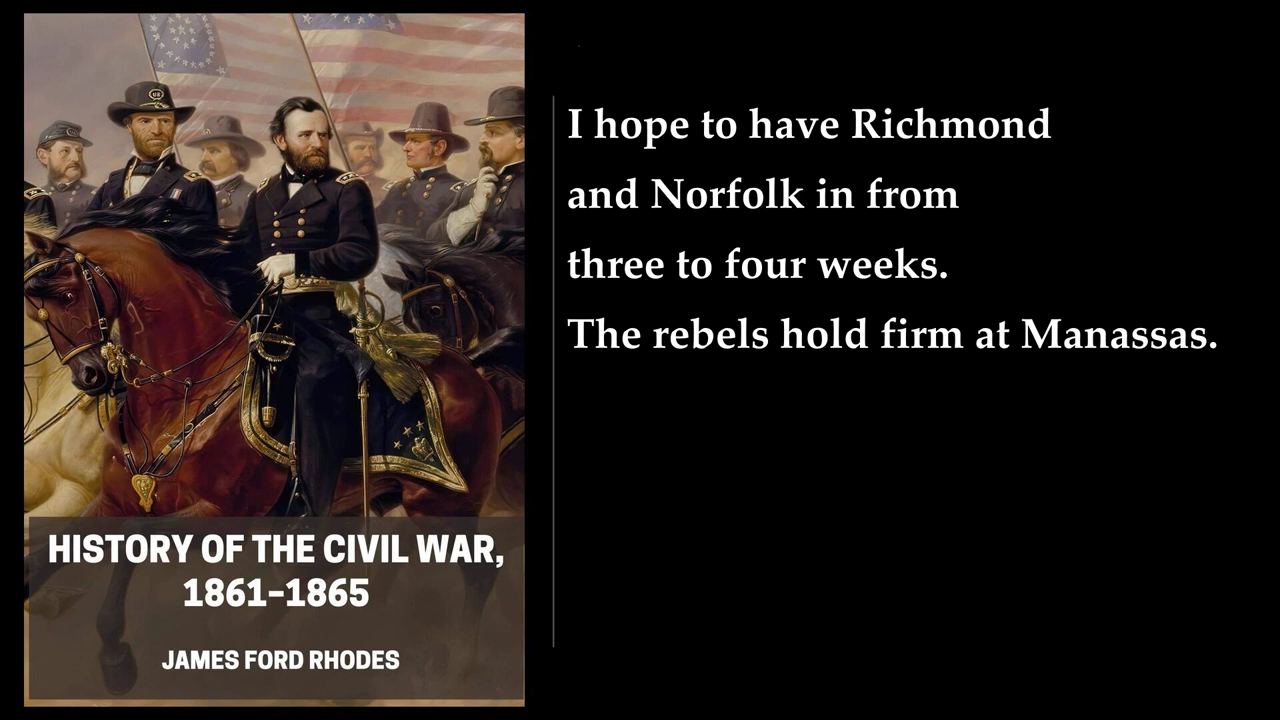 HISTORY OF THE CIVIL WAR,
1861–1865
JAMES FORD RHODES
I hope to have Richmond
and Norfolk in from
three to four weeks.
The rebels hold firm at Manassas.